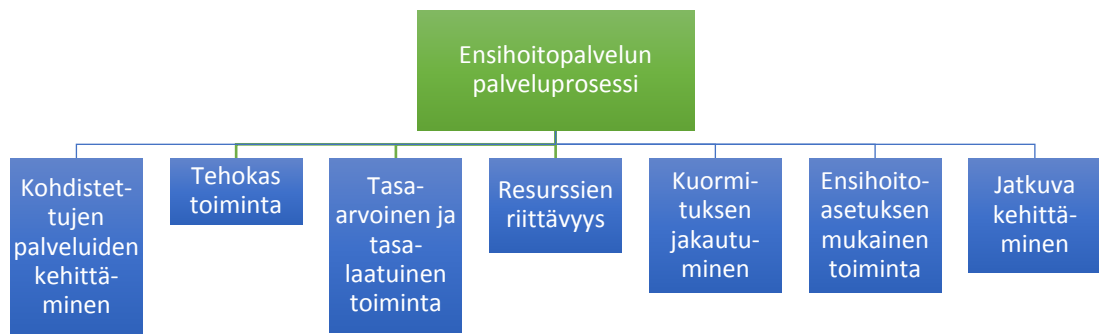 Ensihoitopalvelun
palveluprosessi
Kohdistet-
tujen
palveluiden
kehittä-
minen
Tehokas
toiminta
Tasa-
arvoinen ja
tasa-
laatuinen
toiminta
Resurssien
riittävyys
Kuormi-
tuksen
jakautu-
minen
Ensihoito-
asetuksen
mukainen
toiminta
Jatkuva
kehittä-
minen